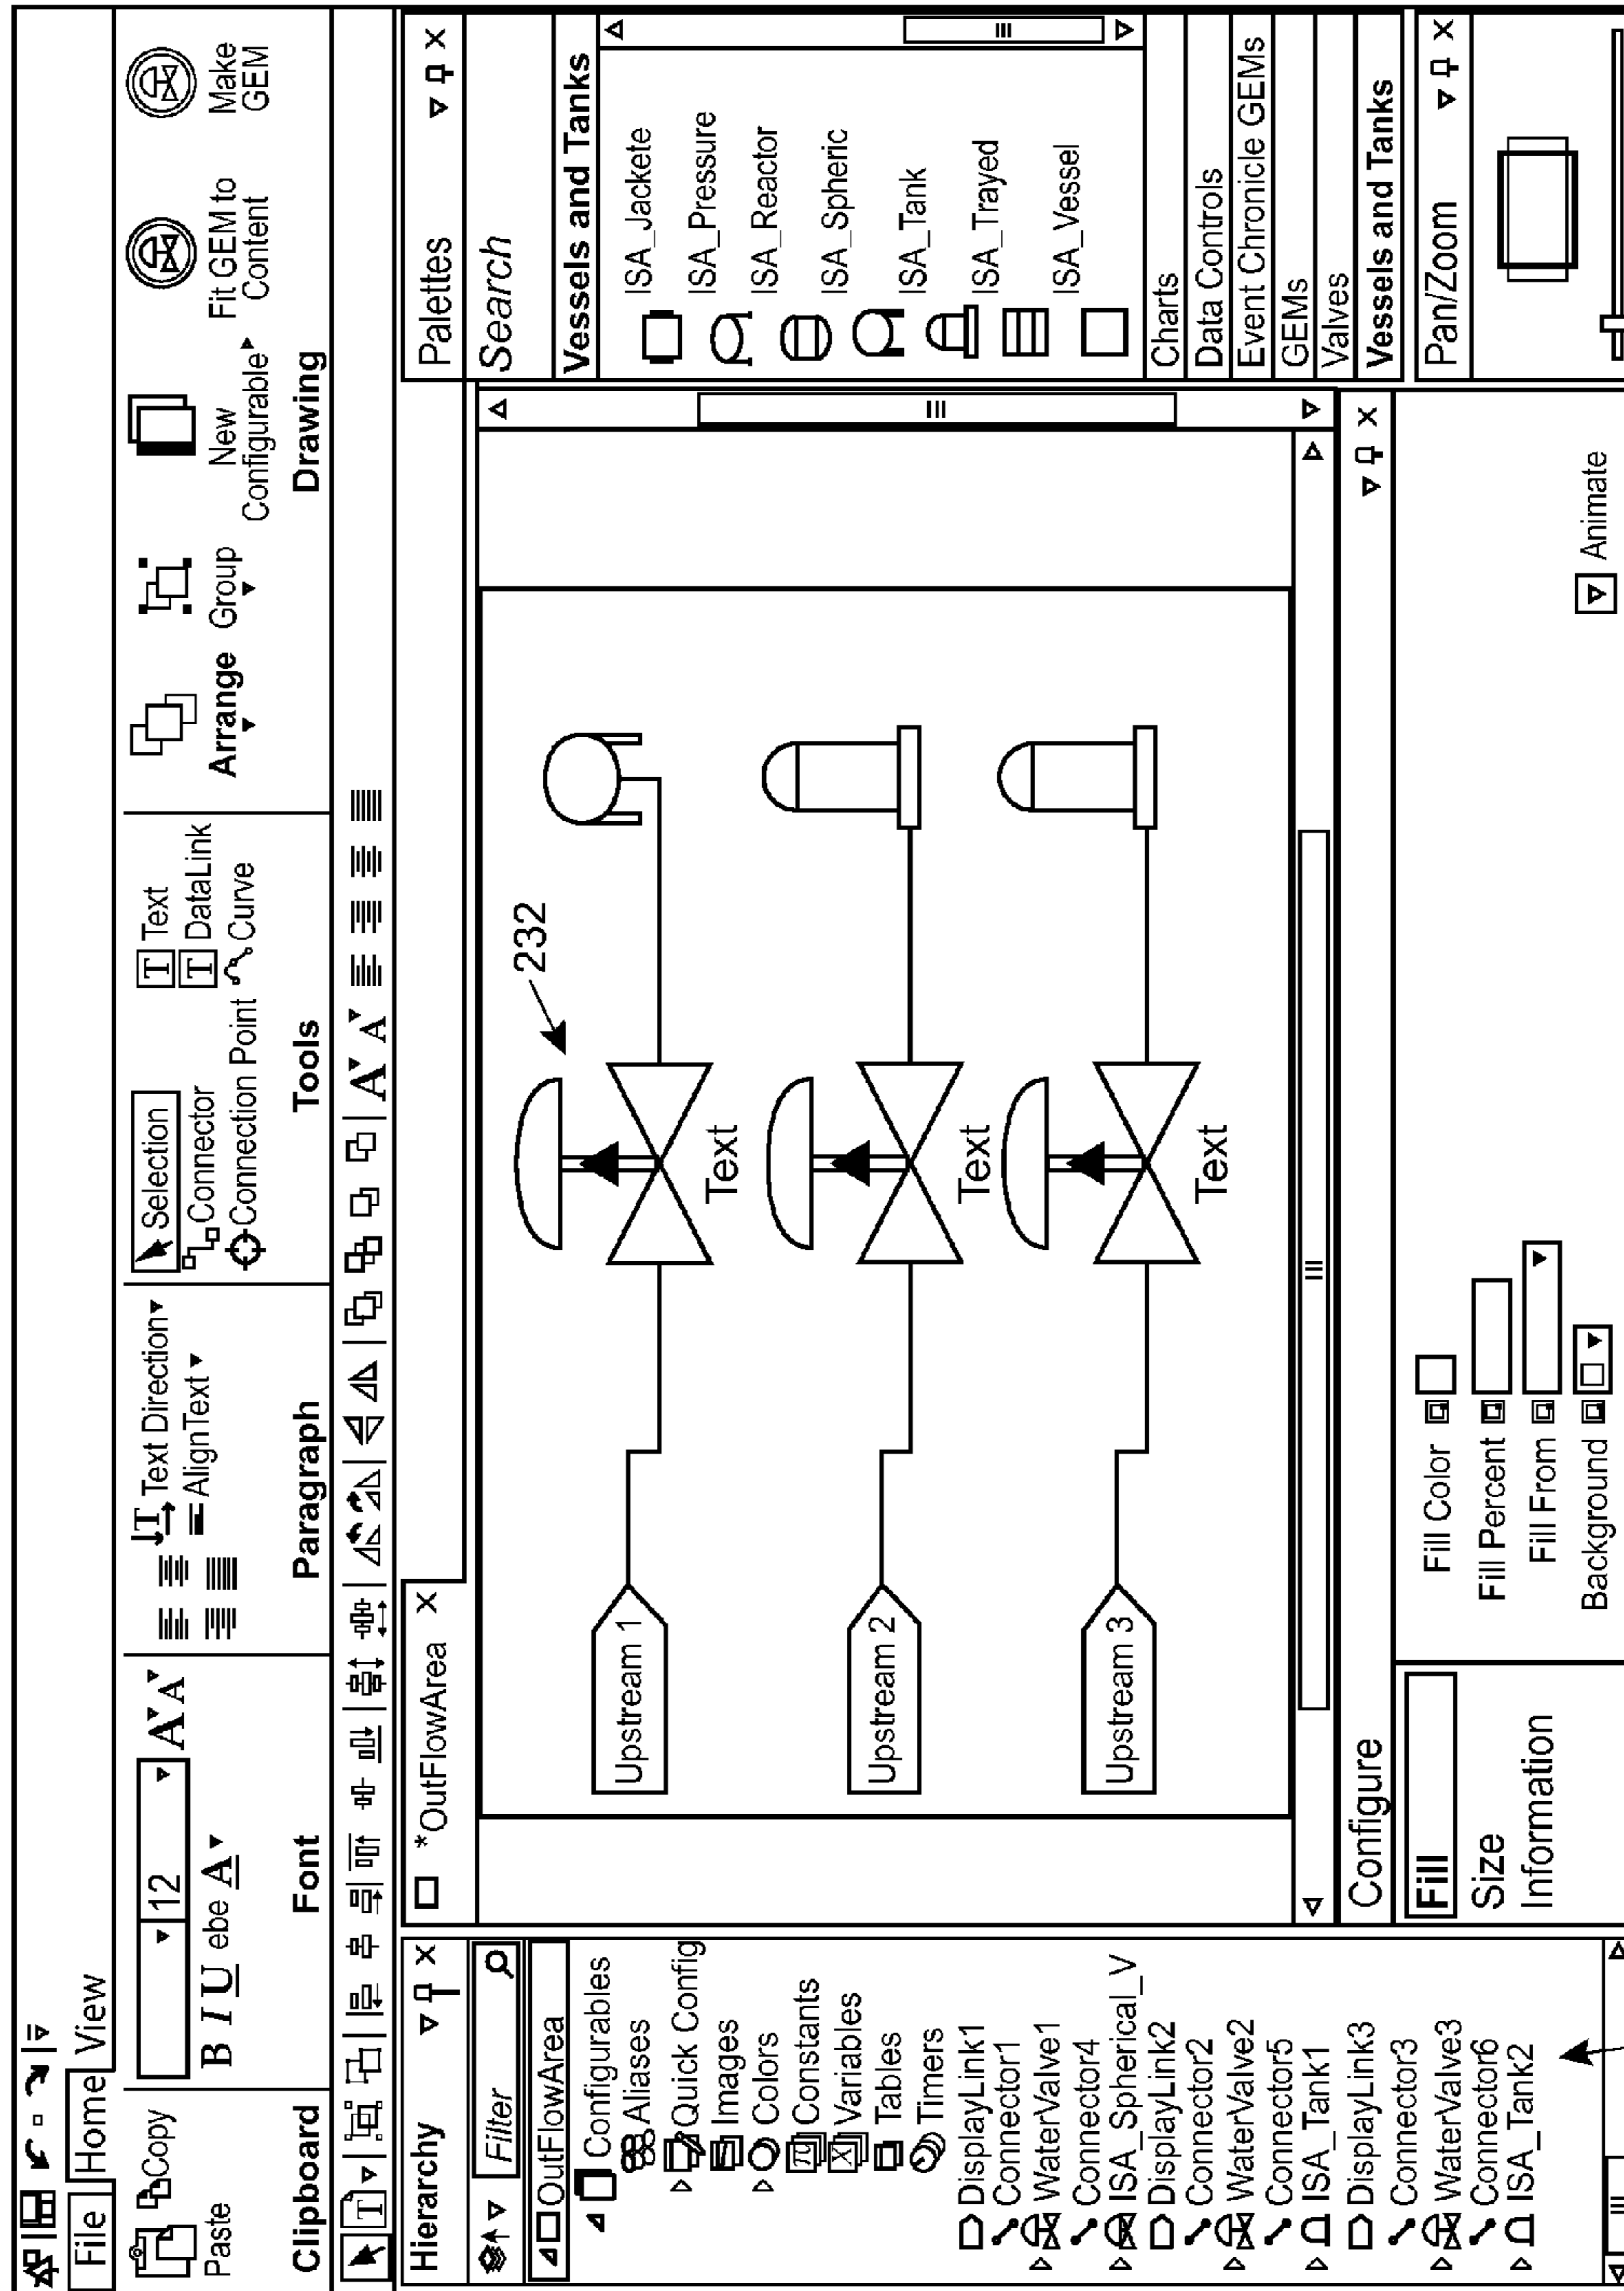 File Home View
Paste
Copy
Clipboard
12 A A
B I U ebe A
Font
Text Direction
Align Text
Paragraph
Selection
Connector
Connection Point
T Text
T DataLink
Curve
Tools
Arrange
Group
New
Configurable
Fit GEM to
Content
Make
GEM
Drawing
T A A
Hierarchy X
Filter
OutFlowArea
Configurables
Aliases
Quick Config
Images
Colors
π Constants
X Variables
Tables
Timers
DisplayLink1
Connector1
WaterValve1
Connector4
ISA_Spherical_V
DisplayLink2
Connector2
WaterValve2
Connector5
ISA_Tank1
DisplayLink3
Connector3
WaterValve3
Connector6
ISA_Tank2
*OutFlowArea X
232
Upstream 1
Text
Upstream 2
Text
Upstream 3
Text
Configure X
Fill
Size
Information
Fill Color
Fill Percent
Fill From
Background
Animate
Palettes X
Search
Vessels and Tanks
ISA_Jackete
ISA_Pressure
ISA_Reactor
ISA_Spheric
ISA_Tank
ISA_Trayed
ISA_Vessel
Charts
Data Controls
Event Chronicle GEMs
GEMs
Valves
Vessels and Tanks
Pan/Zoom X